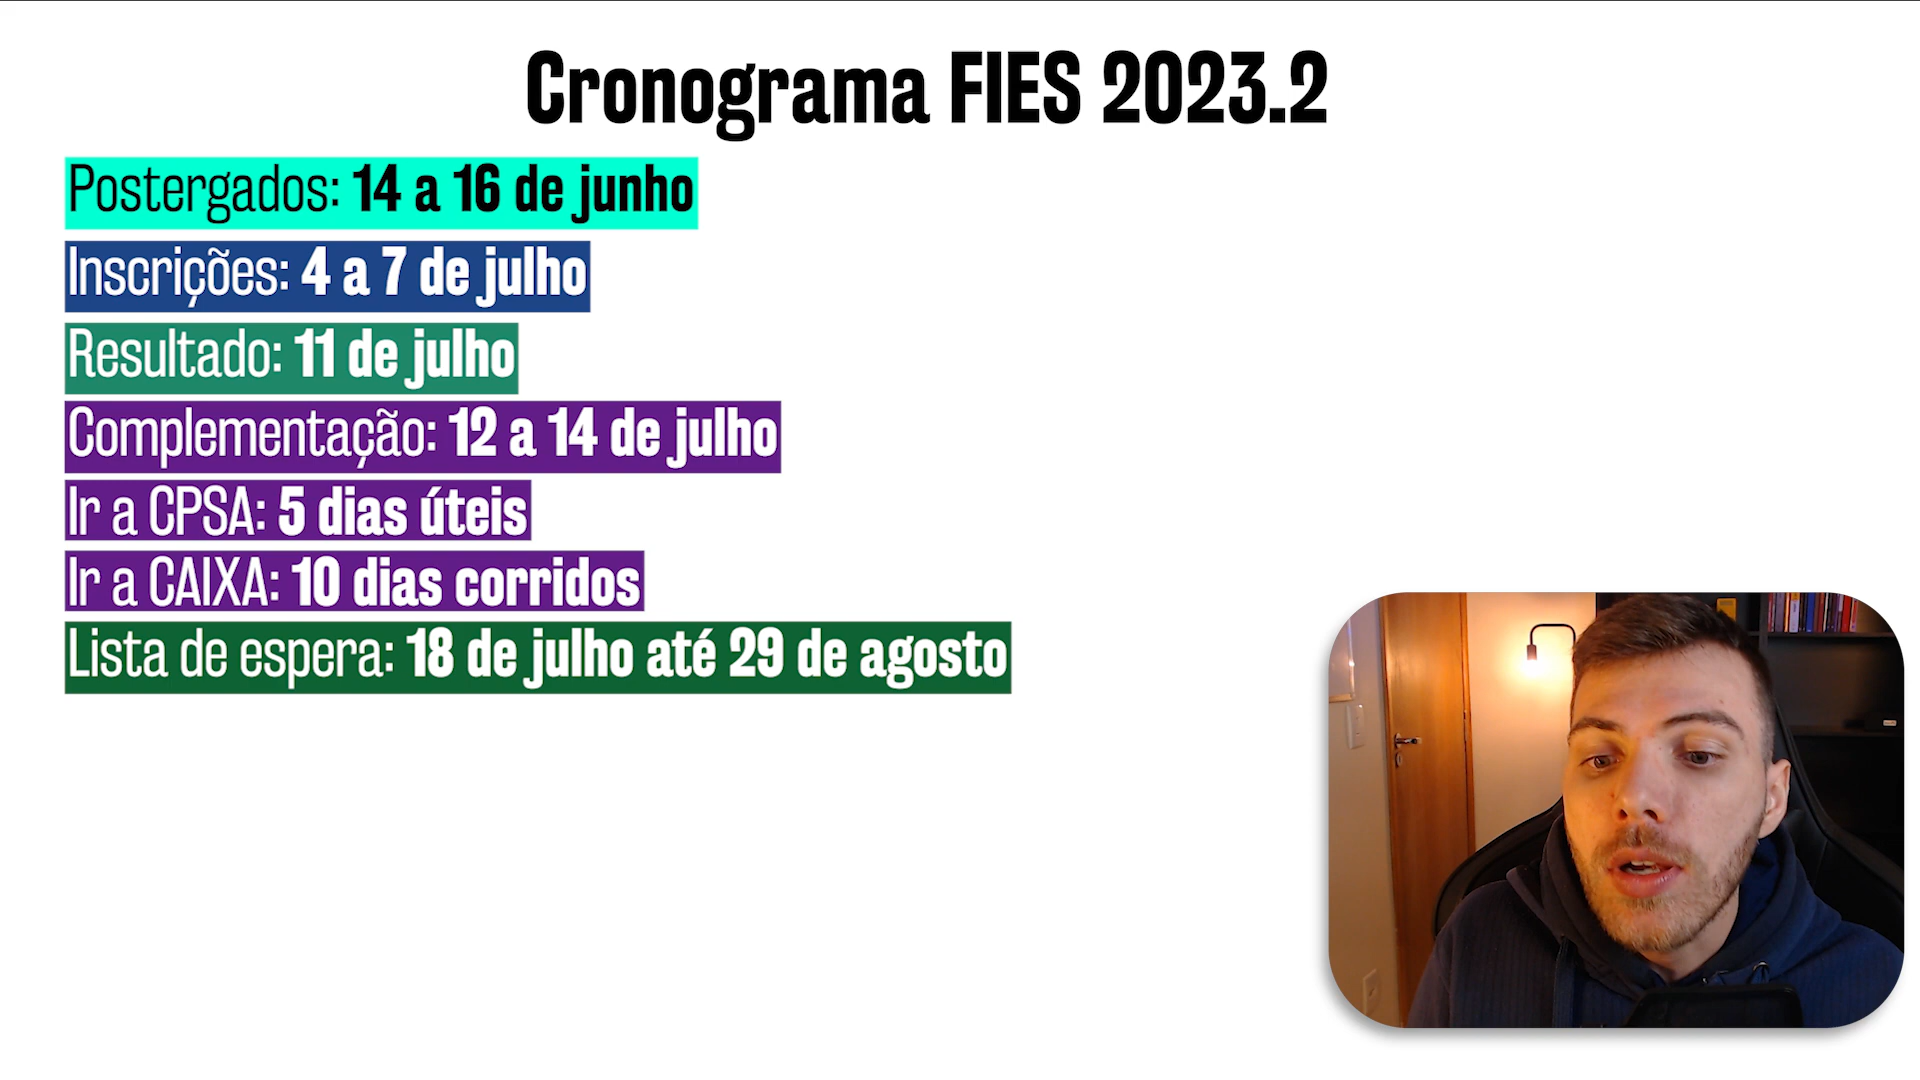 Cronograma FIES 2023.2
Postergados: 14 a 16 de junho
Inscrições: 4 a 7 de julho
Resultado: 11 de julho
Complementação: 12 a 14 de julho
Ir a CPSA: 5 dias úteis
Ir a CAIXA: 10 dias corridos
Lista de espera: 18 de julho até 29 de agosto